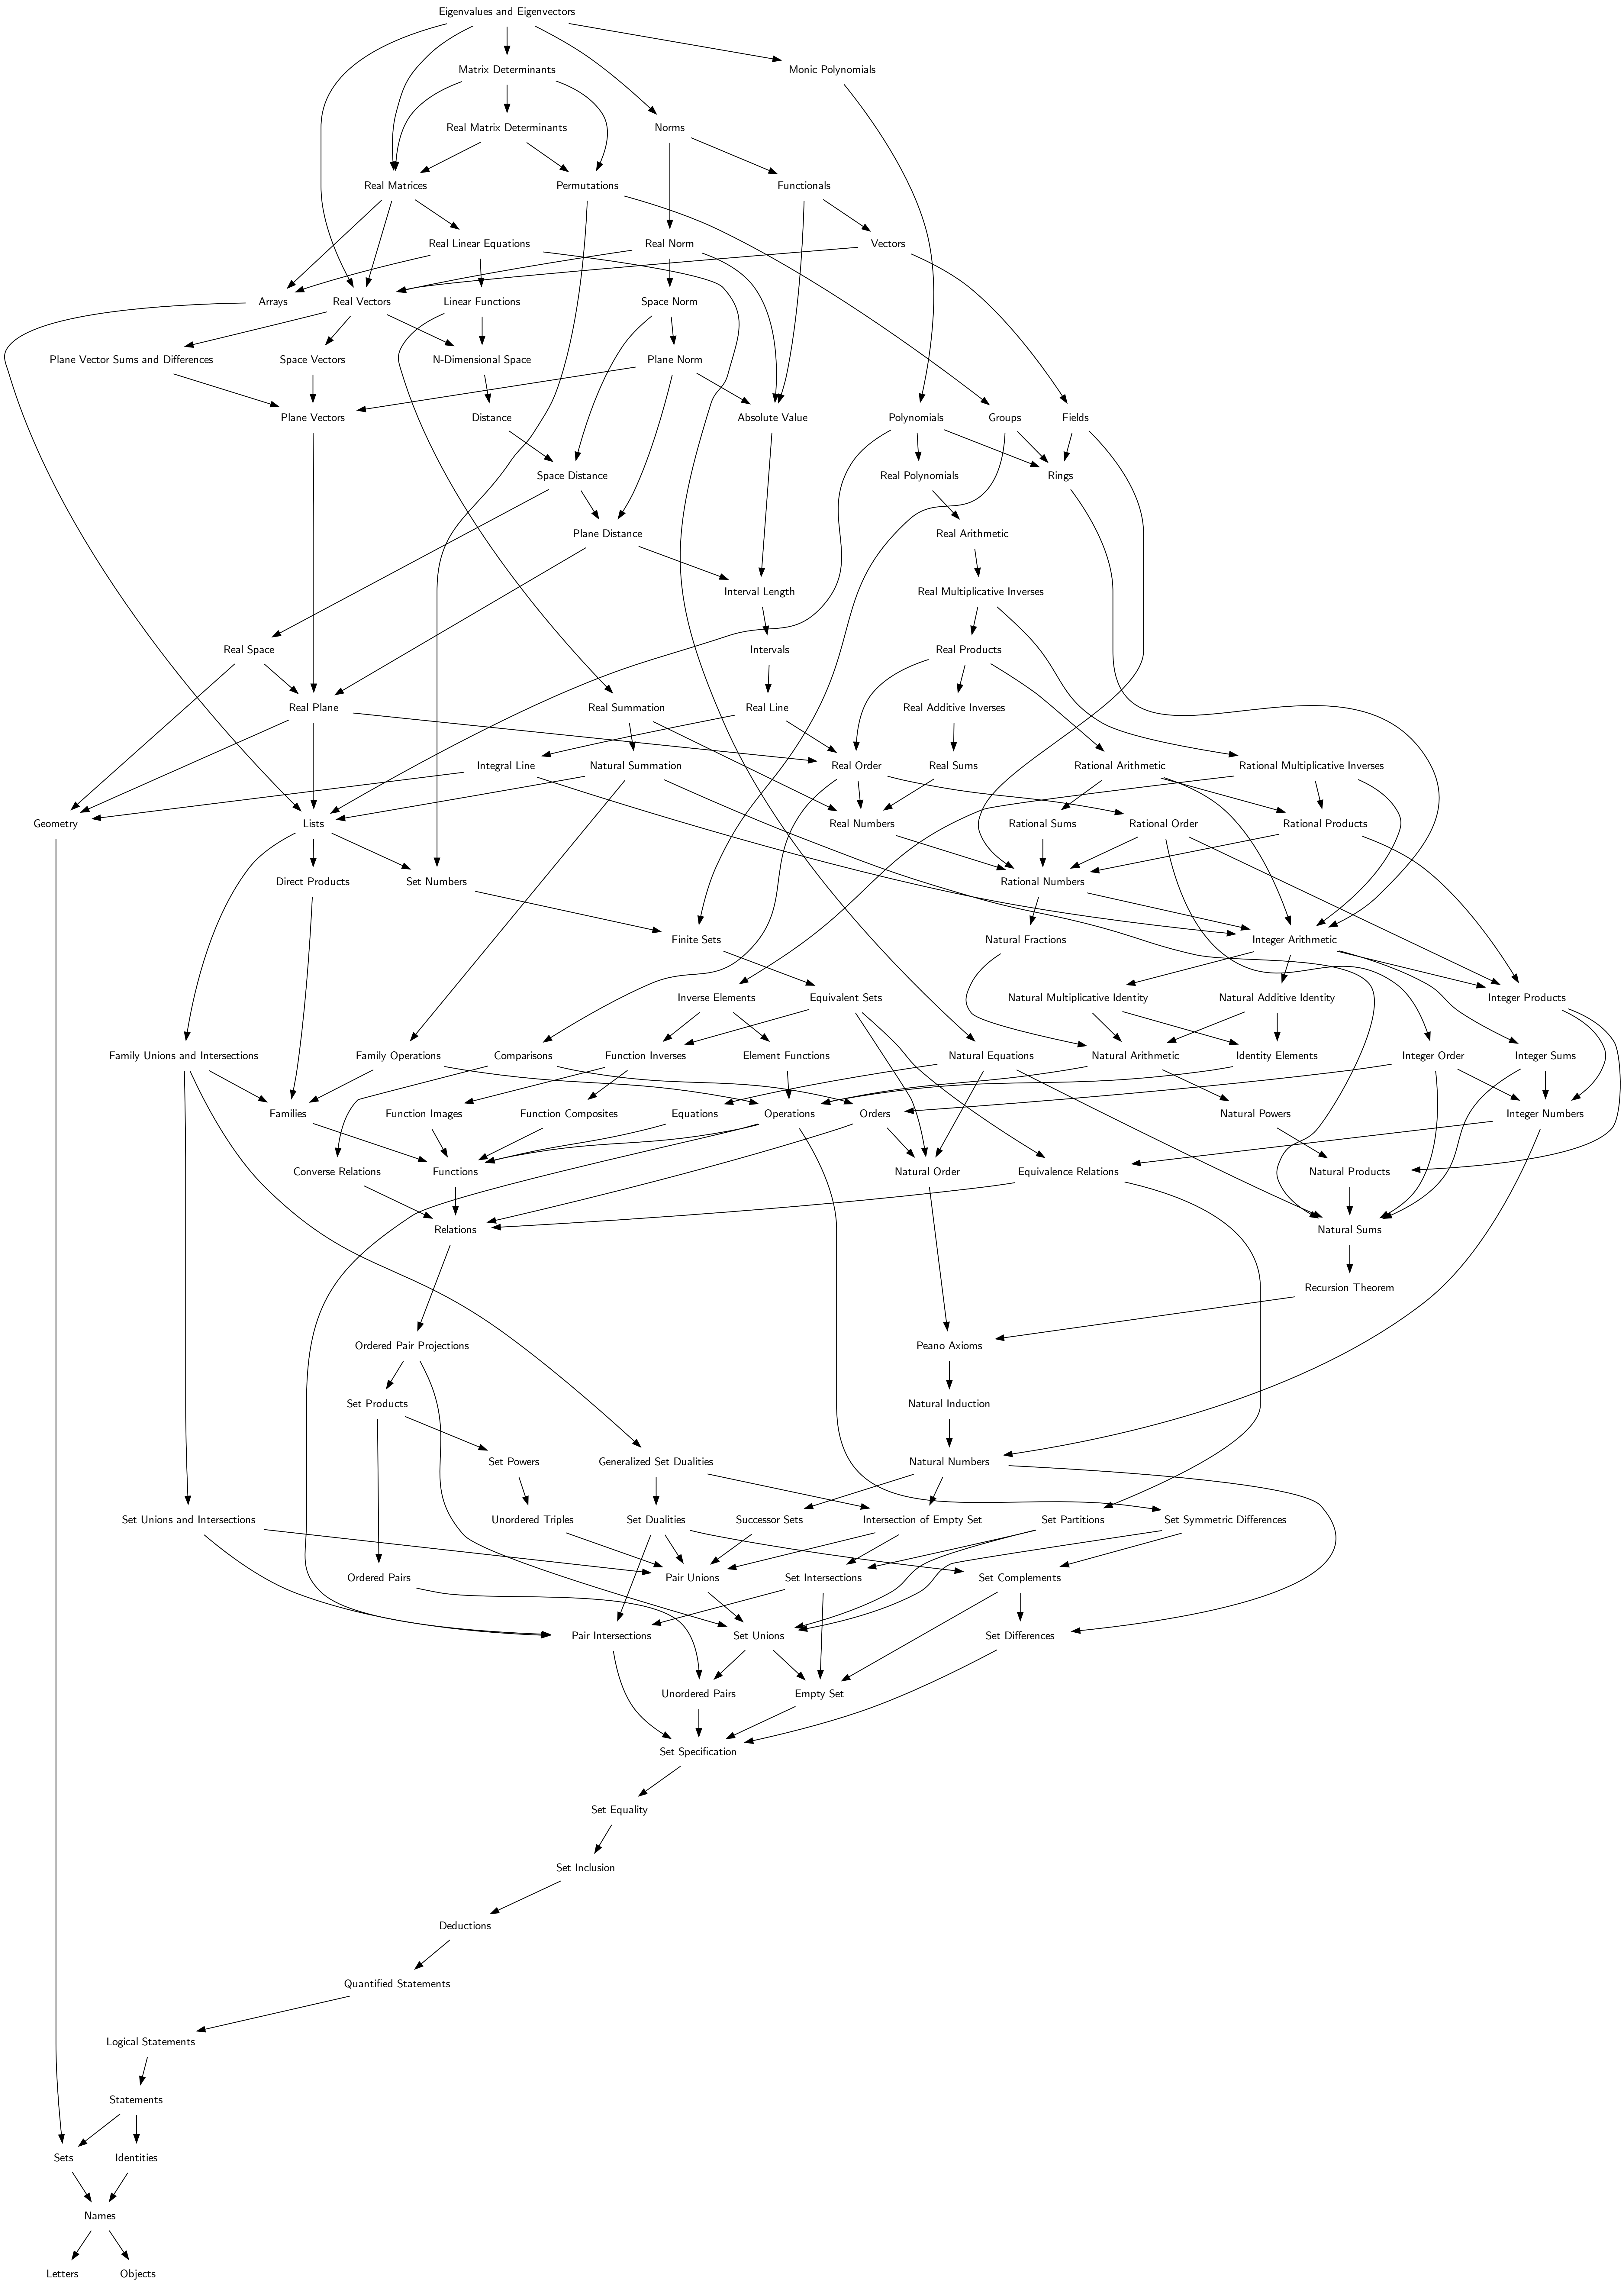 Eigenvalues and Eigenvectors
Matrix Determinants
Monic Polynomials
Real Matrix Determinants
Norms
Real Matrices
Permutations
Functionals
Real Linear Equations
Real Norm
Vectors
Arrays
Real Vectors
Linear Functions
Space Norm
Plane Vector Sums and Differences
Space Vectors
N-Dimensional Space
Plane Norm
Plane Vectors
Distance
Absolute Value
Polynomials
Groups
Fields
Space Distance
Real Polynomials
Rings
Plane Distance
Real Arithmetic
Interval Length
Real Multiplicative Inverses
Real Space
Intervals
Real Products
Real Plane
Real Summation
Real Line
Real Additive Inverses
Integral Line
Natural Summation
Real Order
Real Sums
Rational Arithmetic
Rational Multiplicative Inverses
Geometry
Lists
Real Numbers
Rational Sums
Rational Order
Rational Products
Direct Products
Set Numbers
Rational Numbers
Finite Sets
Natural Fractions
Integer Arithmetic
Inverse Elements
Equivalent Sets
Natural Multiplicative Identity
Natural Additive Identity
Integer Products
Family Unions and Intersections
Family Operations
Comparisons
Function Inverses
Element Functions
Natural Equations
Natural Arithmetic
Identity Elements
Integer Order
Integer Sums
Families
Function Images
Function Composites
Equations
Operations
Orders
Natural Powers
Integer Numbers
Converse Relations
Functions
Natural Order
Equivalence Relations
Natural Products
Relations
Natural Sums
Recursion Theorem
Ordered Pair Projections
Peano Axioms
Set Products
Natural Induction
Set Powers
Generalized Set Dualities
Natural Numbers
Set Unions and Intersections
Unordered Triples
Set Dualities
Successor Sets
Intersection of Empty Set
Set Partitions
Set Symmetric Differences
Ordered Pairs
Pair Unions
Set Intersections
Set Complements
Pair Intersections
Set Unions
Set Differences
Unordered Pairs
Empty Set
Set Specification
Set Equality
Set Inclusion
Deductions
Quantified Statements
Logical Statements
Statements
Sets
Identities
Names
Letters
Objects